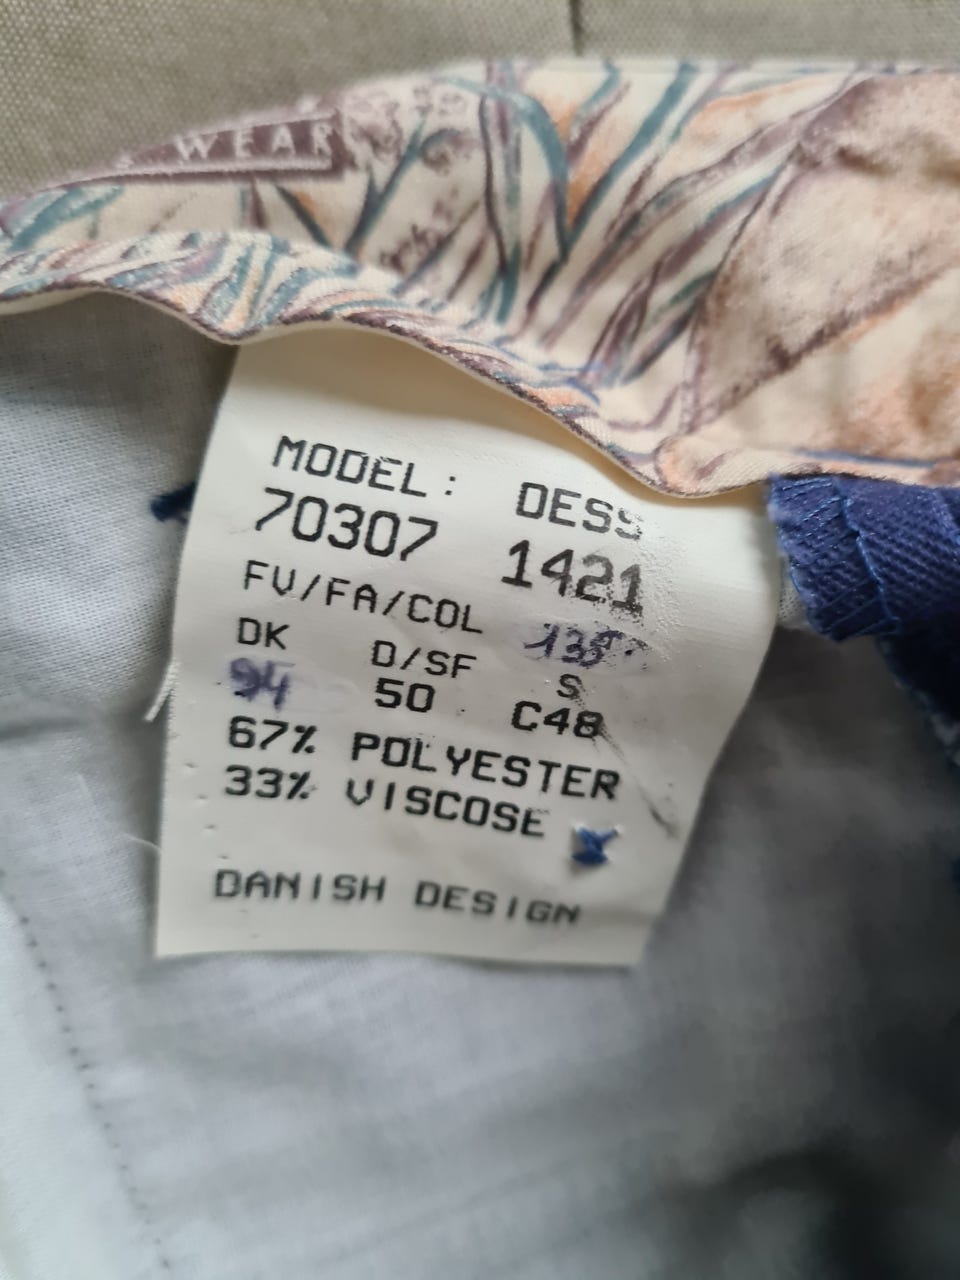 WEAR
MODEL: DESS
70307 1421
FV/FA/COL 135
DK D/SF S
94 50 C48
67% POLYESTER
33% VISCOSE
DANISH DESIGN